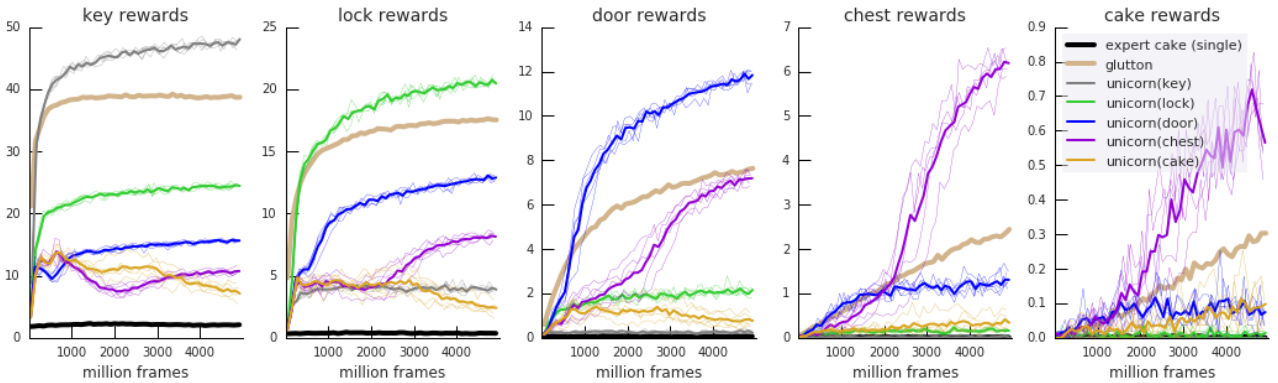 key rewards
50
40
30
20
10
0
1000 2000 3000 4000
million frames
lock rewards
25
20
15
10
5
0
1000 2000 3000 4000
million frames
door rewards
14
12
10
8
6
4
2
0
1000 2000 3000 4000
million frames
chest rewards
7
6
5
4
3
2
1
0
1000 2000 3000 4000
million frames
cake rewards
0.9
0.8
0.7
0.6
0.5
0.4
0.3
0.2
0.1
0.0
1000 2000 3000 4000
million frames
expert cake (single)
glutton
unicorn(key)
unicorn(lock)
unicorn(door)
unicorn(chest)
unicorn(cake)